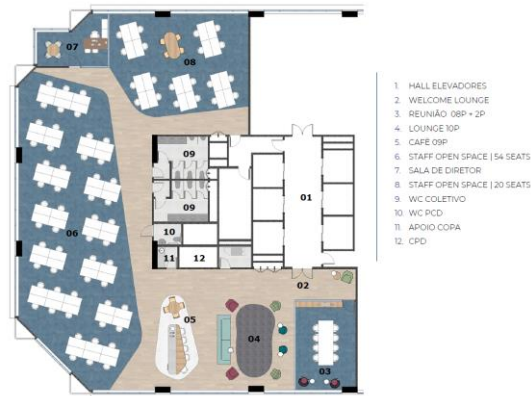 07
08
09
01
09
06
10
11
12
02
05
04
03
1. HALL ELEVADORES
2. WELCOME LOUNGE
3. REUNIÃO 08P + 2P
4. LOUNGE 10P
5. CAFÉ 09P
6. STAFF OPEN SPACE | 54 SEATS
7. SALA DE DIRETOR
8. STAFF OPEN SPACE | 20 SEATS
9. WC COLETIVO
10. WC PCD
11. APOIO COPA
12. CPD